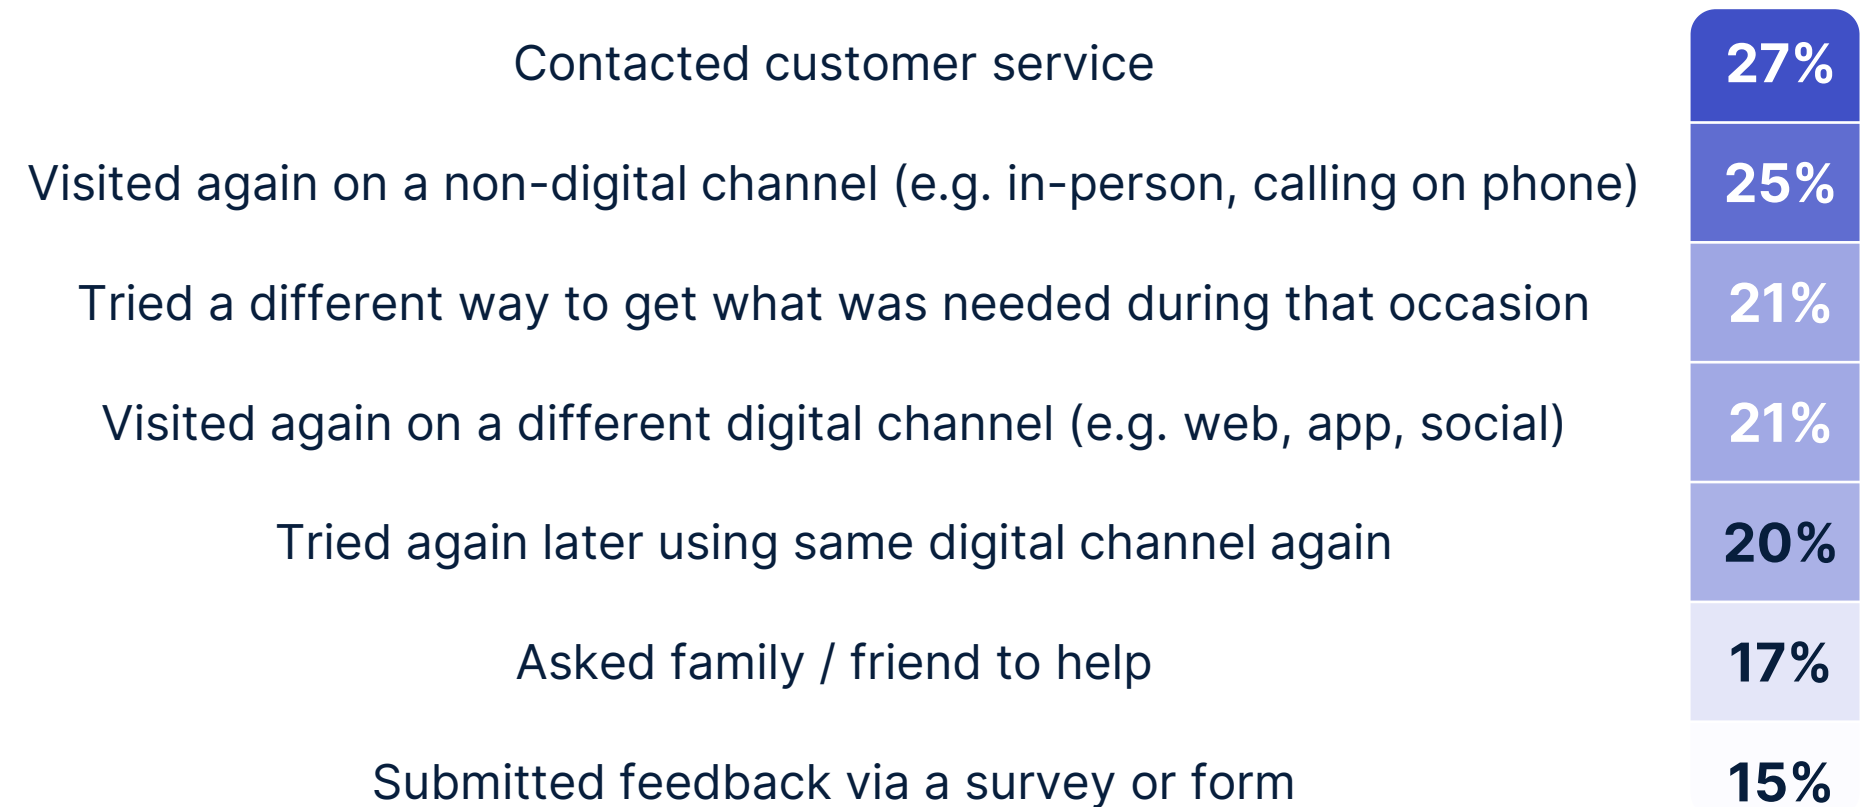 Contacted customer service 27%
Visited again on a non-digital channel (e.g. in-person, calling on phone) 25%
Tried a different way to get what was needed during that occasion 21%
Visited again on a different digital channel (e.g. web, app, social) 21%
Tried again later using same digital channel again 20%
Asked family / friend to help 17%
Submitted feedback via a survey or form 15%